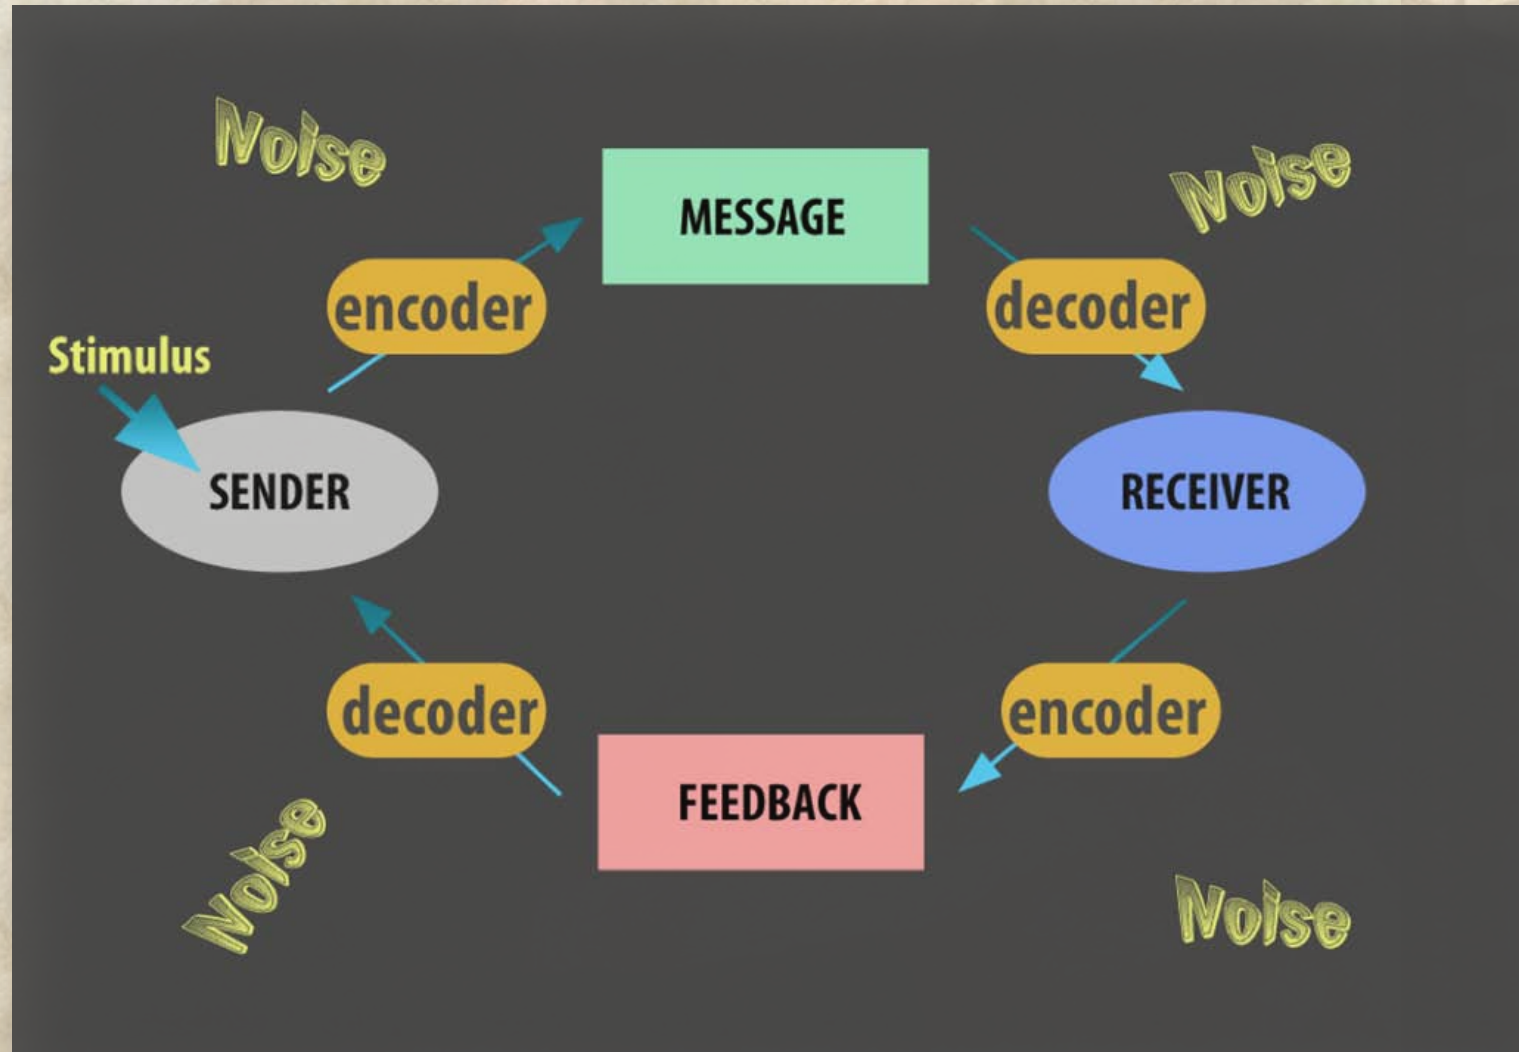 Noise
Noise
MESSAGE
encoder
decoder
Stimulus
SENDER
RECEIVER
decoder
encoder
FEEDBACK
Noise
Noise